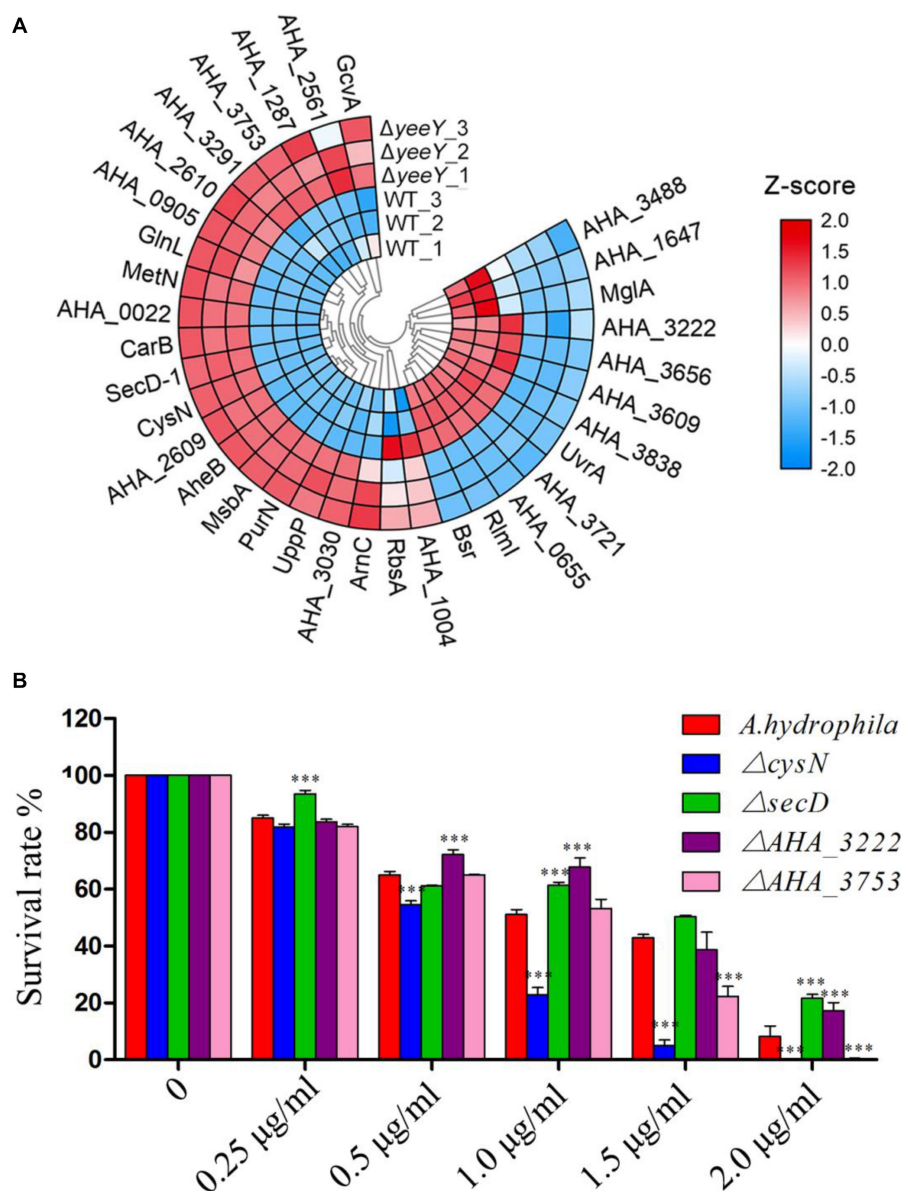 A
GcvA
AHA_2561
AHA_1287
AHA_3753
AHA_3291
AHA_2610
AHA_0905
GlnL
MetN
AHA_0022
CarB
SecD-1
CysN
AHA_2609
AheB
MsbA
PurN
UppP
AHA_3030
ArnC
RbsA
AHA_1004
Bsr
RlmI
AHA_0655
AHA_3721
UvrA
AHA_3838
AHA_3609
AHA_3656
AHA_3222
MglA
AHA_1647
AHA_3488
ΔyeeY_3
ΔyeeY_2
ΔyeeY_1
WT_3
WT_2
WT_1
Z-score
2.0
1.5
1.0
0.5
0.0
-0.5
-1.0
-1.5
-2.0
B
Survival rate %
120
100
80
60
40
20
0
***
***
***
***
***
***
***
***
***
***
***
***
A.hydrophila
△cysN
△secD
△AHA_3222
△AHA_3753
0
0.25 μg/ml
0.5 μg/ml
1.0 μg/ml
1.5 μg/ml
2.0 μg/ml